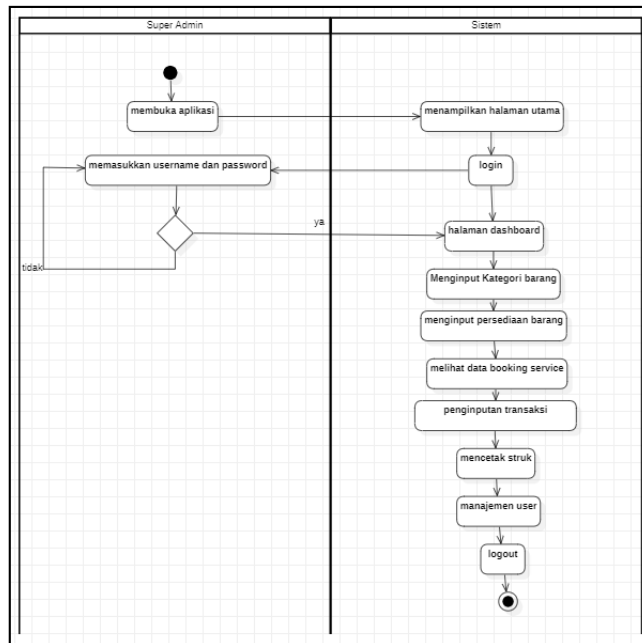 Super Admin
Sistem
membuka aplikasi
menampilkan halaman utama
memasukkan username dan password
login
ya
halaman dashboard
tidak
Menginput Kategori barang
menginput persediaan barang
melihat data booking service
penginputan transaksi
mencetak struk
manajemen user
logout